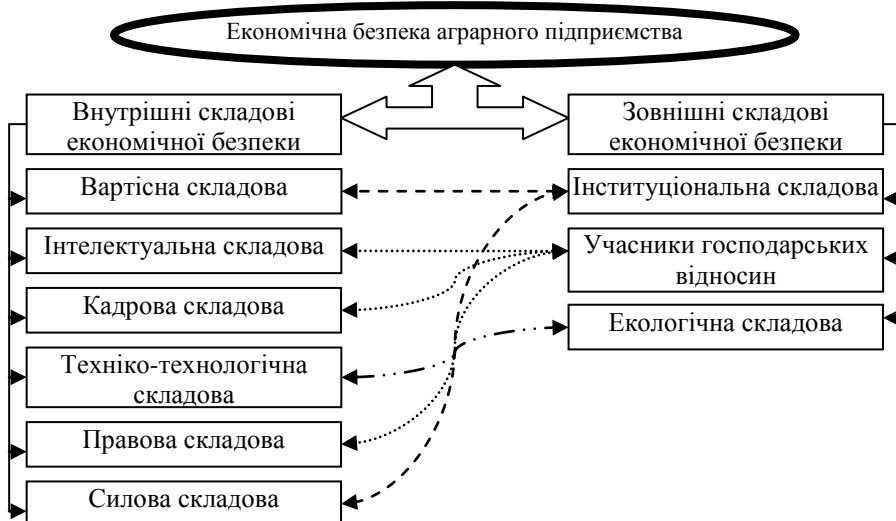 Економічна безпека аграрного підприємства
Внутрішні складові
економічної безпеки
Зовнішні складові
економічної безпеки
Вартісна складова
Інституціональна складова
Інтелектуальна складова
Учасники господарських
відносин
Кадрова складова
Екологічна складова
Техніко-технологічна
складова
Правова складова
Силова складова